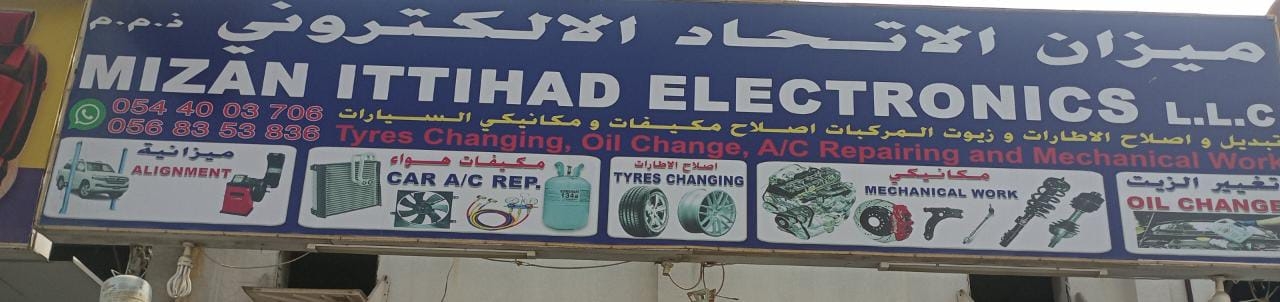 ميزان الاتحاد الالكتروني ذ.م.م
MIZAN ITTIHAD ELECTRONICS L.L.C
054 40 03 706
056 83 53 836
تبديل و اصلاح الاطارات و زيوت المركبات اصلاح مكيفات و مكانيكي السيارات
Tyres Changing, Oil Change, A/C Repairing and Mechanical Work
ميزانية
ALIGNMENT
مكيفات هواء
CAR A/C REP.
134a
اصلاح الاطارات
TYRES CHANGING
مكانيكي
MECHANICAL WORK
تغيير الزيت
OIL CHANGE